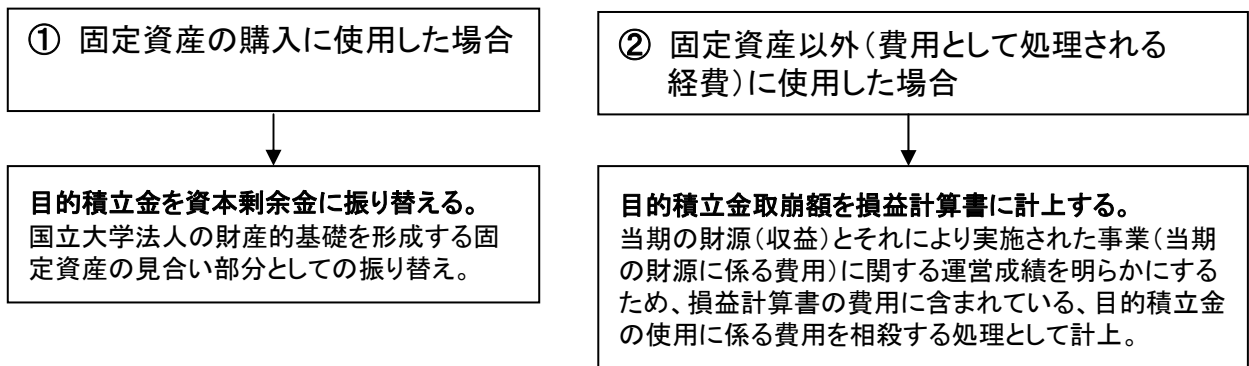 ① 固定資産の購入に使用した場合
② 固定資産以外(費用として処理される
経費)に使用した場合
目的積立金を資本剰余金に振り替える。
国立大学法人の財産的基礎を形成する固
定資産の見合い部分としての振り替え。
目的積立金取崩額を損益計算書に計上する。
当期の財源(収益)とそれにより実施された事業(当期
の財源に係る費用)に関する運営成績を明らかにする
ため、損益計算書の費用に含まれている、目的積立金
の使用に係る費用を相殺する処理として計上。